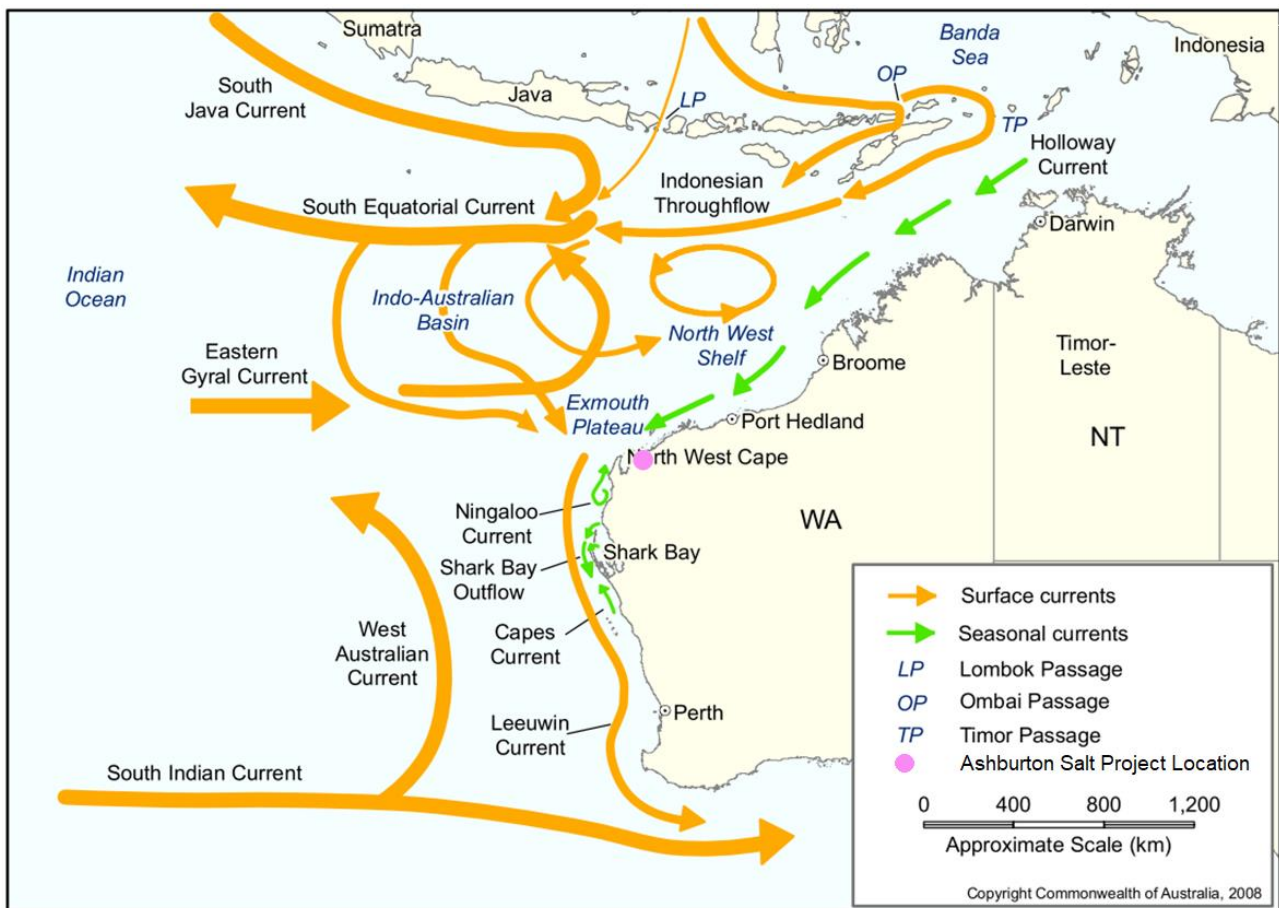 Sumatra
Banda
Sea
Indonesia
South
Java Current
Java
LP
OP
TP
Holloway
Current
Indonesian
Throughflow
South Equatorial Current
Darwin
Indian
Ocean
Indo-Australian
Basin
North West
Shelf
Timor-
Leste
Eastern
Gyral Current
Broome
Exmouth
Plateau
Port Hedland
NT
North West Cape
WA
Ningaloo
Current
Shark Bay
Shark Bay
Outflow
West
Australian
Current
Capes
Current
Perth
Leeuwin
Current
South Indian Current
Surface currents
Seasonal currents
LP Lombok Passage
OP Ombai Passage
TP Timor Passage
Ashburton Salt Project Location
0 400 800 1,200
Approximate Scale (km)
Copyright Commonwealth of Australia, 2008